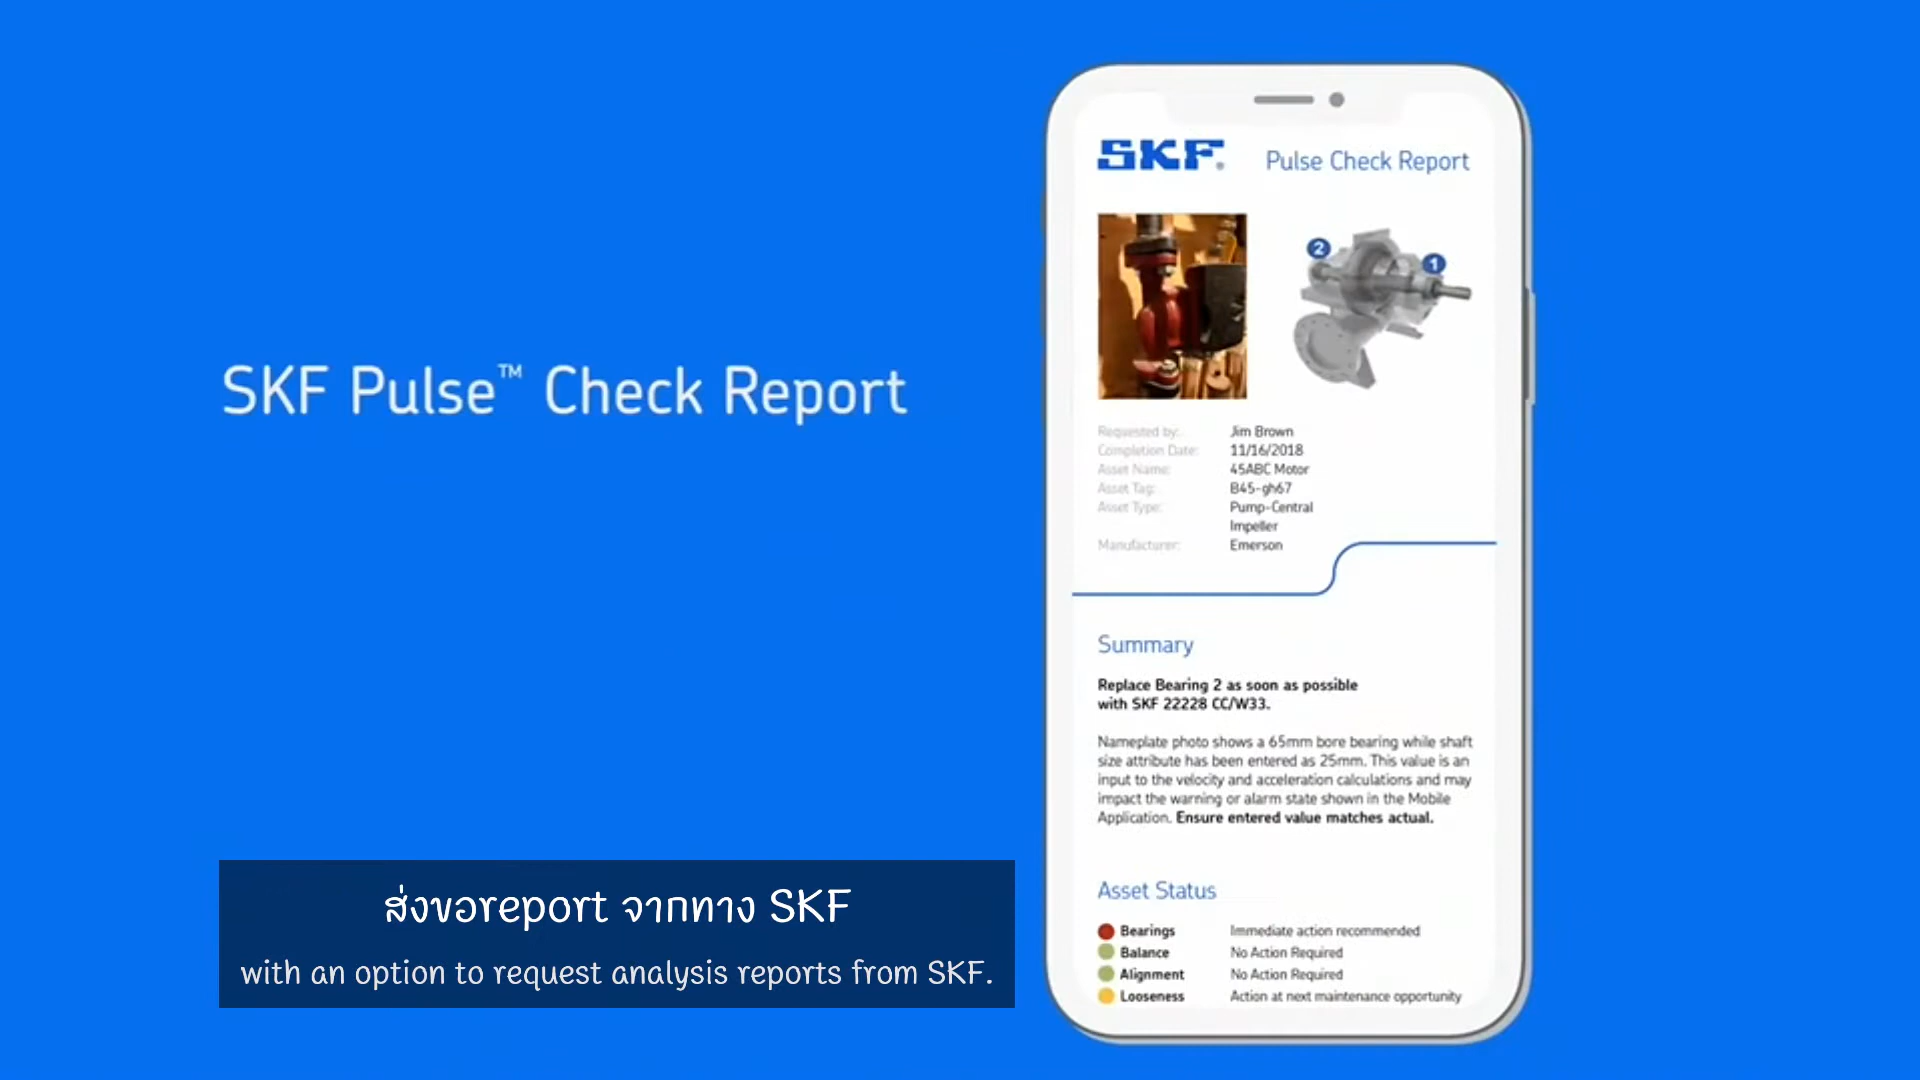 SKF Pulse™ Check Report
SKF® Pulse Check Report
2
1
Requested by: Jim Brown
Completion Date: 11/16/2018
Asset Name: 45ABC Motor
Asset Tag: B45-gh67
Asset Type: Pump-Central
Impeller
Manufacturer: Emerson
Summary
Replace Bearing 2 as soon as possible
with SKF 22228 CC/W33.
Nameplate photo shows a 65mm bore bearing while shaft
size attribute has been entered as 25mm. This value is an
input to the velocity and acceleration calculations and may
impact the warning or alarm state shown in the Mobile
Application. Ensure entered value matches actual.
Asset Status
Bearings Immediate action recommended
Balance No Action Required
Alignment No Action Required
Looseness Action at next maintenance opportunity
ส่งขอreport จากทาง SKF
with an option to request analysis reports from SKF.